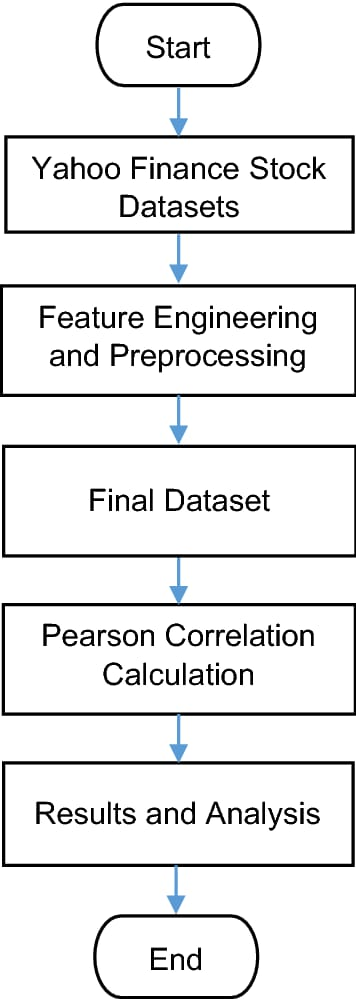 Start
Yahoo Finance Stock
Datasets
Feature Engineering
and Preprocessing
Final Dataset
Pearson Correlation
Calculation
Results and Analysis
End